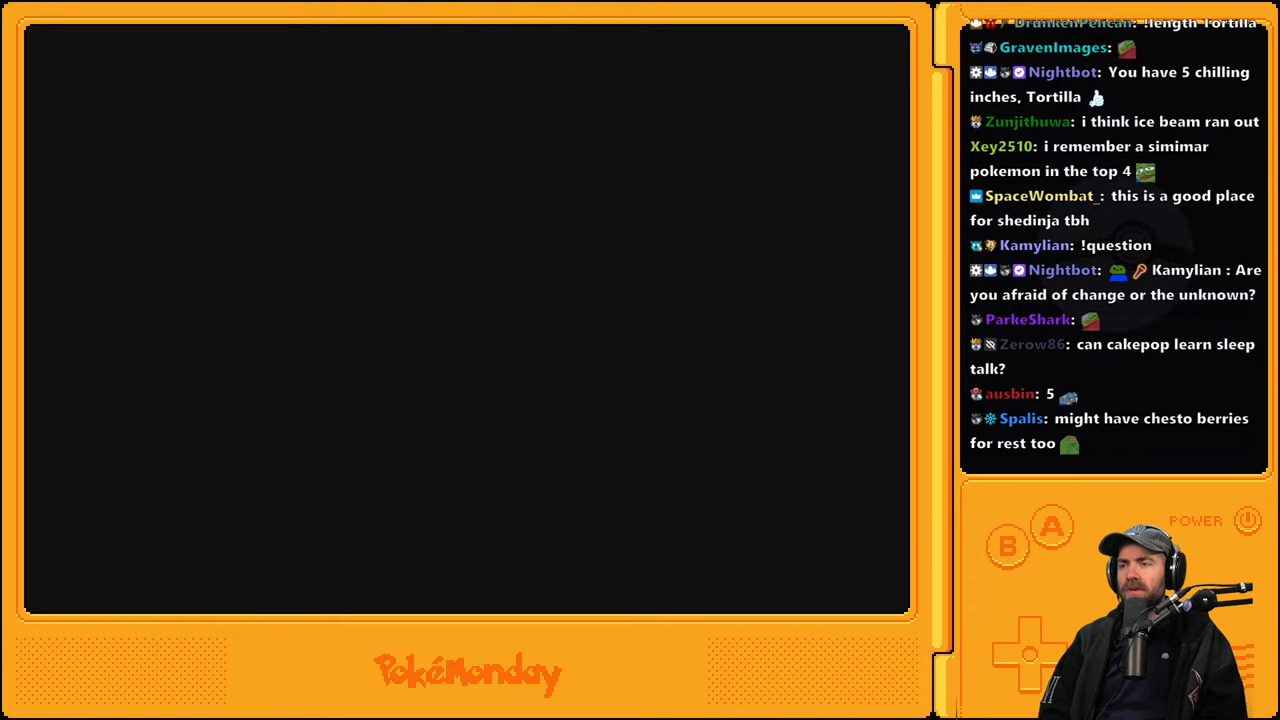 DrunkenPelican: !length Tortilla
GravenImages:
Nightbot: You have 5 chilling
inches, Tortilla
Zunjithuwa: i think ice beam ran out
Xey2510: i remember a simimar
pokemon in the top 4
SpaceWombat_: this is a good place
for shedinja tbh
Kamylian: !question
Nightbot: Kamylian : Are
you afraid of change or the unknown?
ParkeShark:
Zerow86: can cakepop learn sleep
talk?
ausbin: 5
Spalis: might have chesto berries
for rest too
B A POWER
PokéMonday